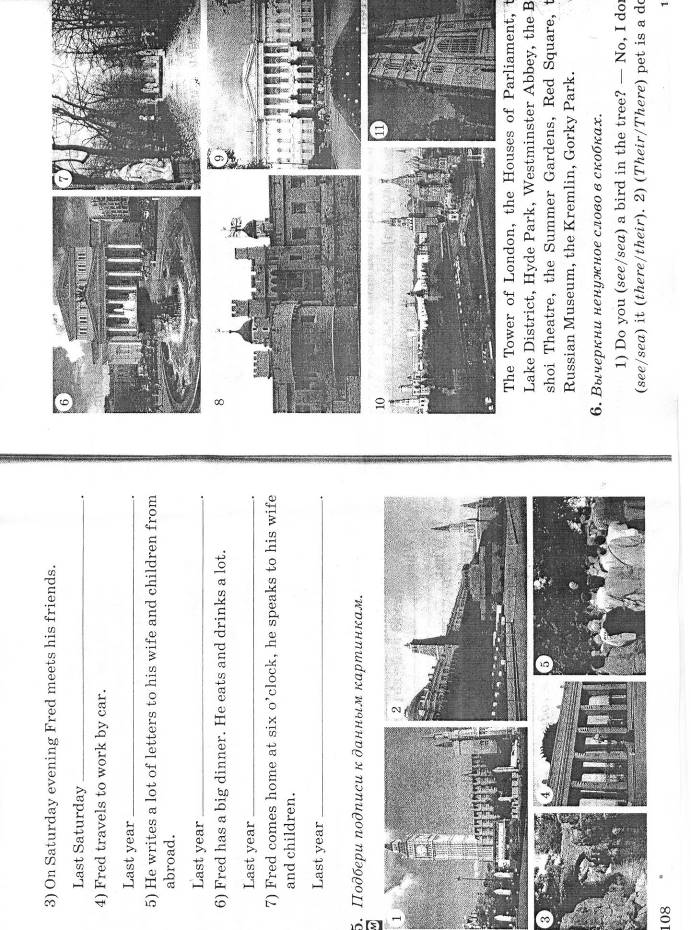 3) On Saturday evening Fred meets his friends.
Last Saturday ____________.
4) Fred travels to work by car.
Last year ____________.
5) He writes a lot of letters to his wife and children from
abroad.
Last year ____________.
6) Fred has a big dinner. He eats and drinks a lot.
Last year ____________.
7) Fred comes home at six o'clock, he speaks to his wife
and children.
Last year ____________.
5. Подбери подписи к данным картинкам.
1
2
3
4
5
108
6
7
8
9
10
11
The Tower of London, the Houses of Parliament, t
Lake District, Hyde Park, Westminster Abbey, the B
shoi Theatre, the Summer Gardens, Red Square, t
Russian Museum, the Kremlin, Gorky Park.
6. Вычеркни ненужное слово в скобках.
1) Do you (see/sea) a bird in the tree? — No, I don
(see/sea) it (there/their). 2) (Their/There) pet is a do
1